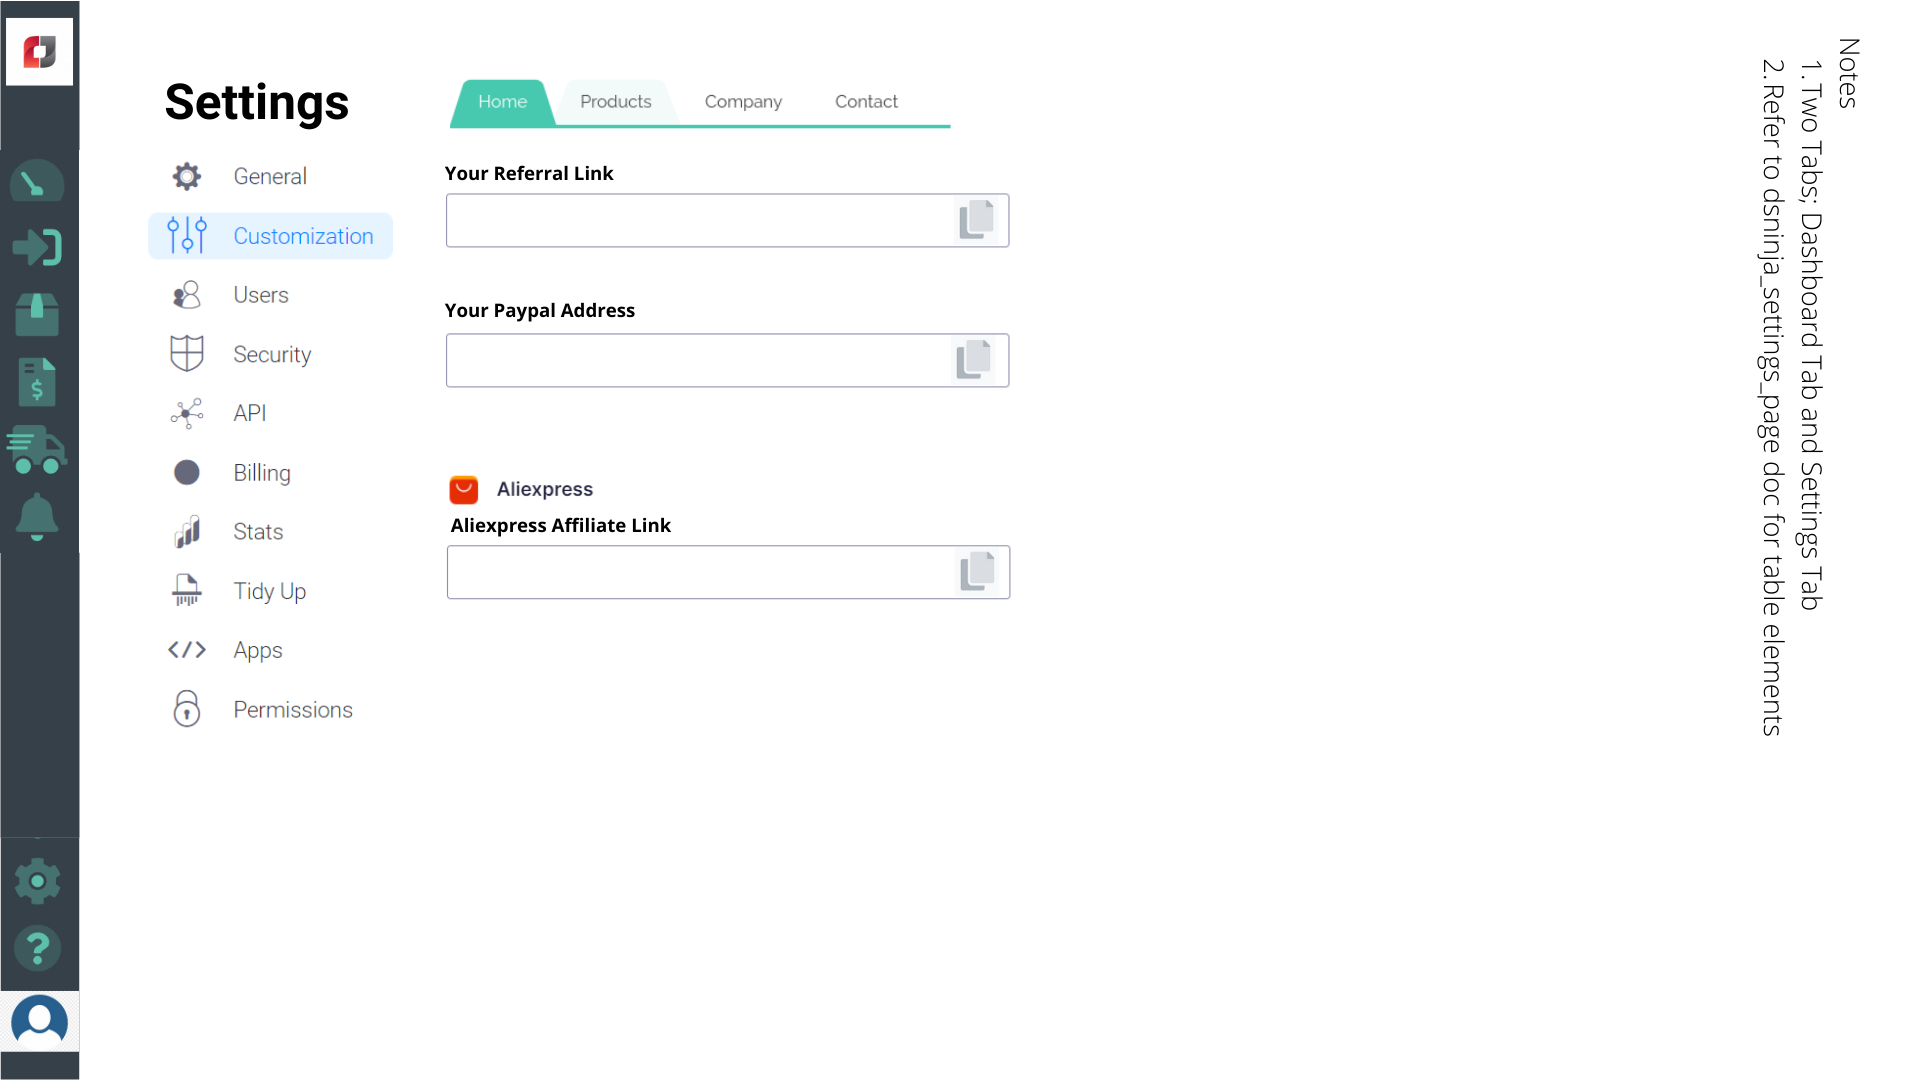 Settings
General
Customization
Users
Security
API
Billing
Stats
Tidy Up
Apps
Permissions
Home
Products
Company
Contact
Your Referral Link
Your Paypal Address
Aliexpress
Aliexpress Affiliate Link
Notes
1. Two Tabs; Dashboard Tab and Settings Tab
2. Refer to dsninja_settings_page doc for table elements